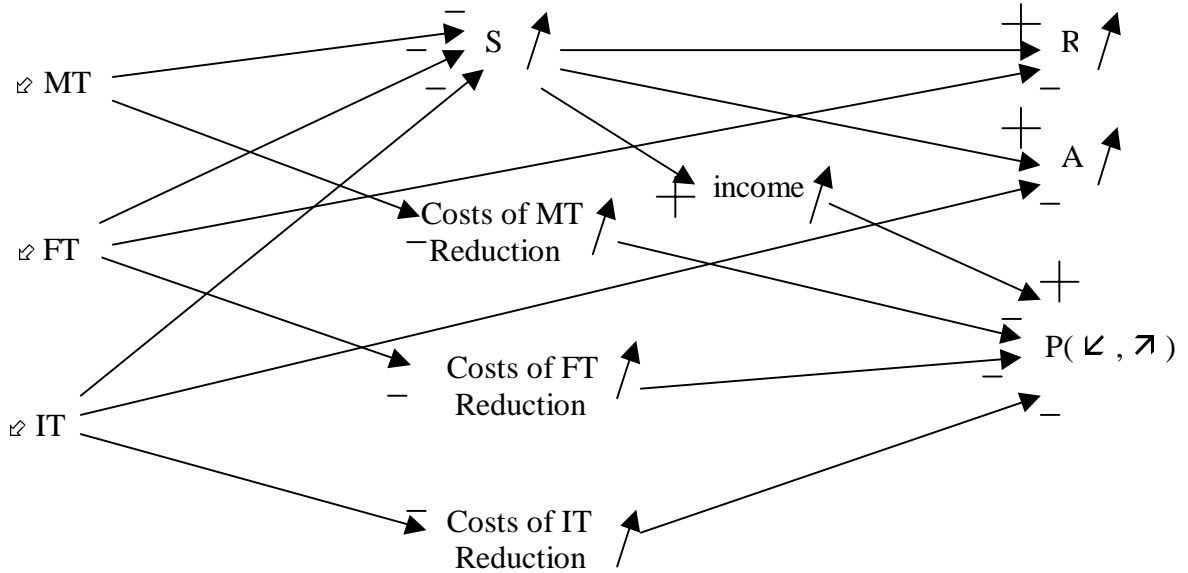 S
R
⬃ MT
A
income
Costs of MT
Reduction
⬃ FT
P( ↙ , ↗ )
Costs of FT
Reduction
⬃ IT
Costs of IT
Reduction